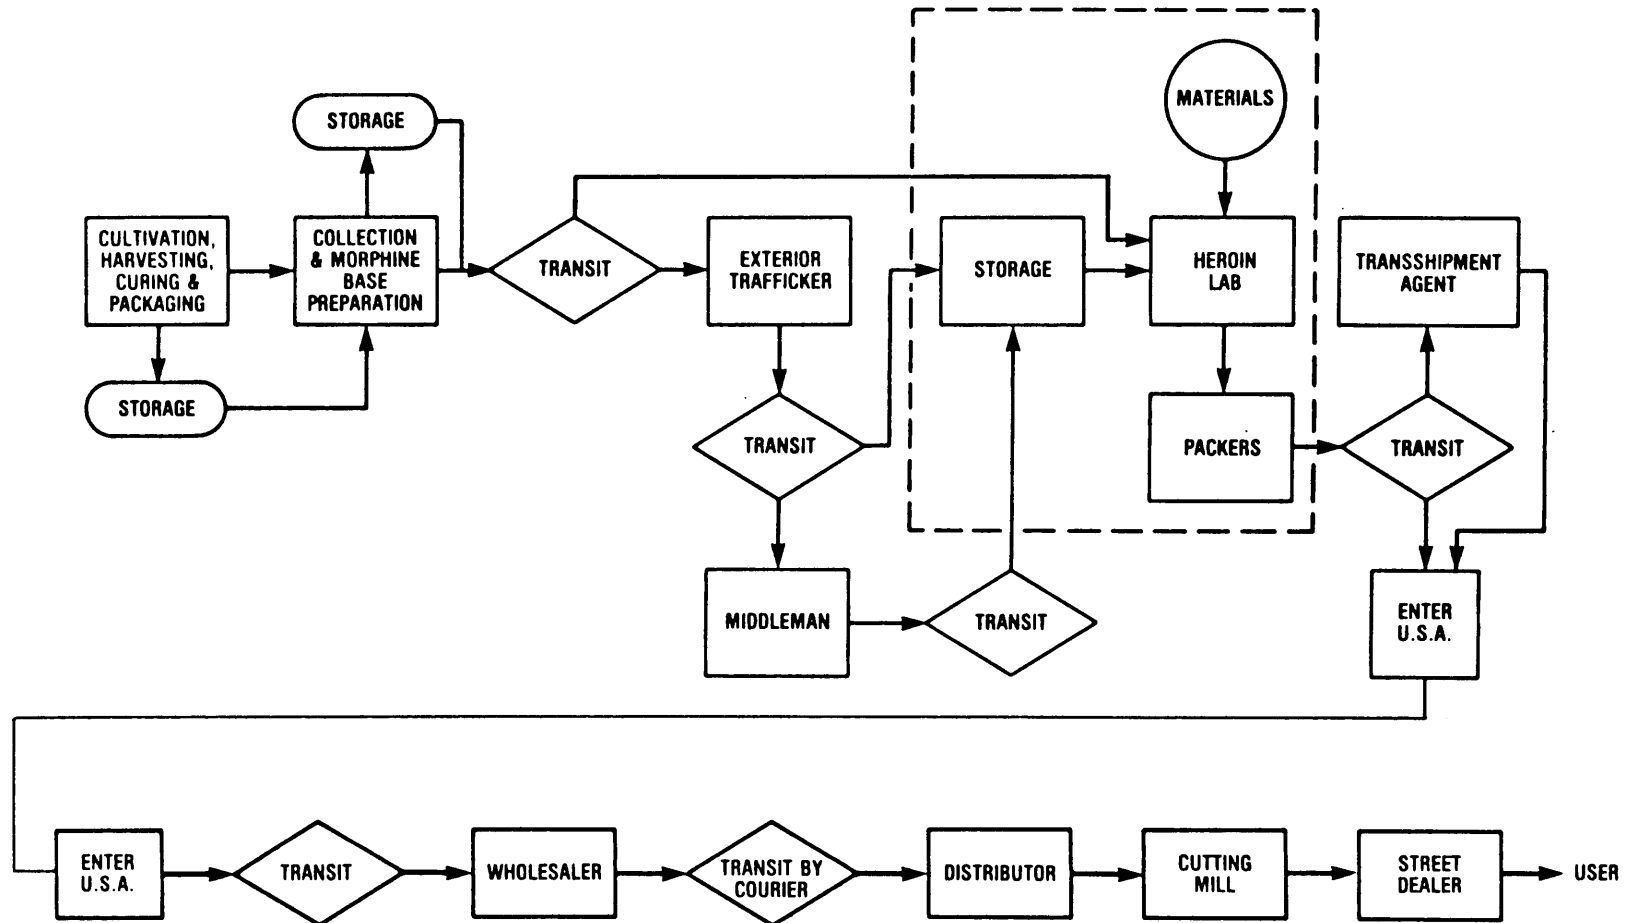 MATERIALS
STORAGE
CULTIVATION,
HARVESTING,
CURING &
PACKAGING
COLLECTION
& MORPHINE
BASE
PREPARATION
TRANSIT
EXTERIOR
TRAFFICKER
STORAGE
HEROIN
LAB
TRANSSHIPMENT
AGENT
STORAGE
TRANSIT
PACKERS
TRANSIT
MIDDLEMAN
TRANSIT
ENTER
U.S.A.
ENTER
U.S.A.
TRANSIT
WHOLESALER
TRANSIT BY
COURIER
DISTRIBUTOR
CUTTING
MILL
STREET
DEALER
USER